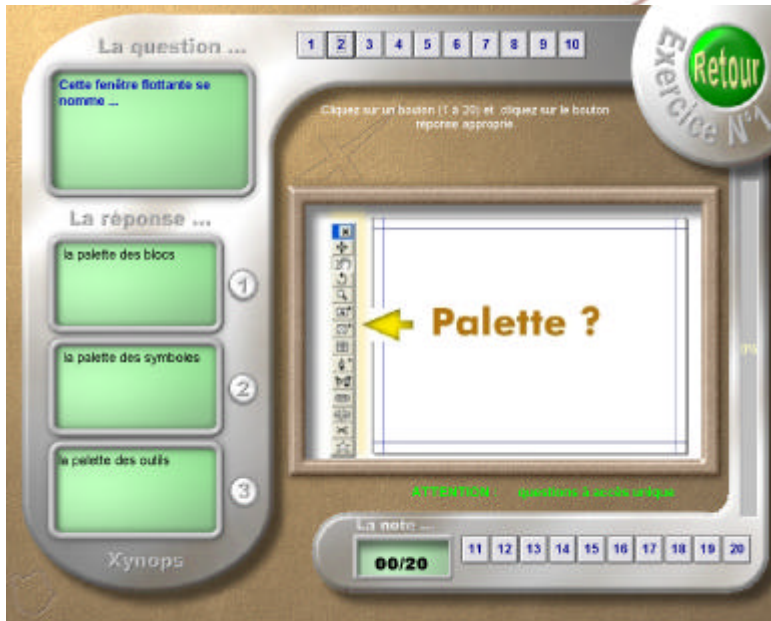 La question ...
1 2 3 4 5 6 7 8 9 10
Retour
Exercice N°1
Cette fenêtre flottante se
nomme ...
Cliquez sur un bouton (1 à 20) et cliquez sur le bouton
réponse approprié.
La réponse ...
la palette des blocs
1
la palette des symboles
2
la palette des outils
3
Palette ?
0%
ATTENTION : questions à accès unique
La note ...
00/20
11 12 13 14 15 16 17 18 19 20
Xynops